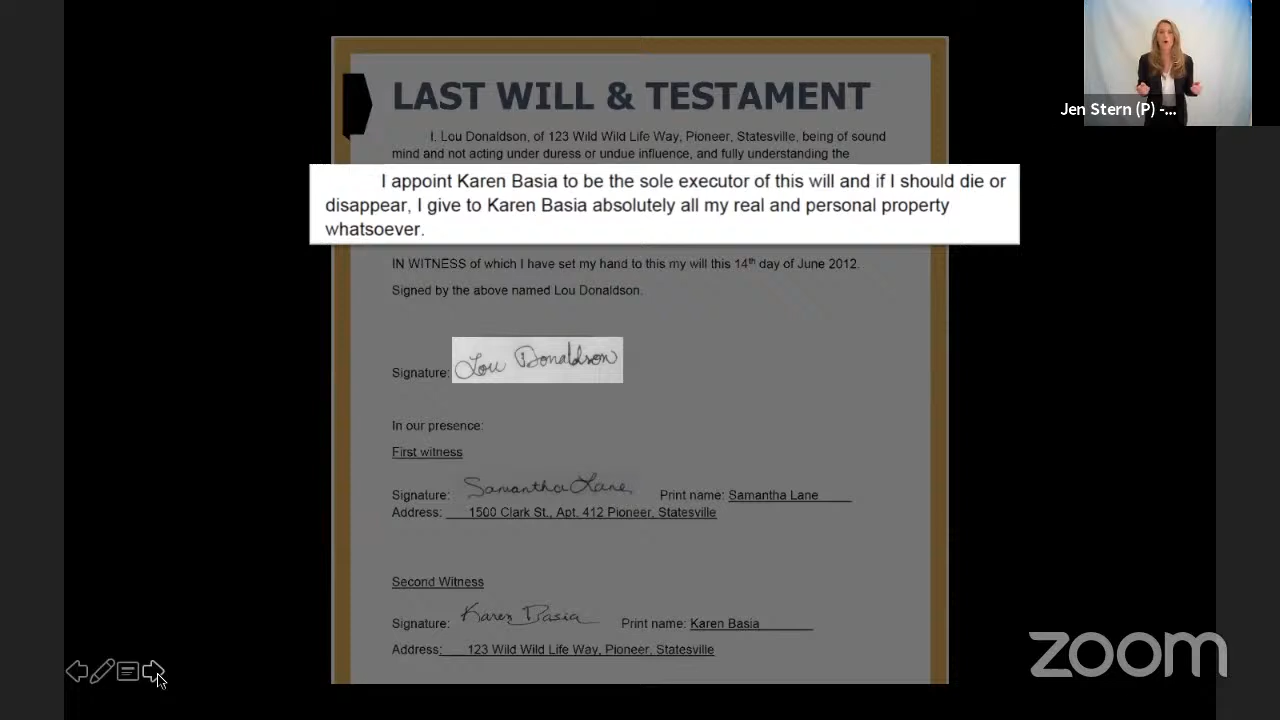 Jen Stern (P) -...
LAST WILL & TESTAMENT
I, Lou Donaldson, of 123 Wild Wild Life Way, Pioneer, Statesville, being of sound
mind and not acting under duress or undue influence, and fully understanding the
I appoint Karen Basia to be the sole executor of this will and if I should die or
disappear, I give to Karen Basia absolutely all my real and personal property
whatsoever.
IN WITNESS of which I have set my hand to this my will this 14th day of June 2012.
Signed by the above named Lou Donaldson.
Signature: Lou Donaldson
In our presence:
First witness
Signature: Samantha Lane Print name: Samantha Lane
Address: 1500 Clark St., Apt. 412 Pioneer, Statesville
Second Witness
Signature: Karen Basia Print name: Karen Basia
Address: 123 Wild Wild Life Way, Pioneer, Statesville
zoom